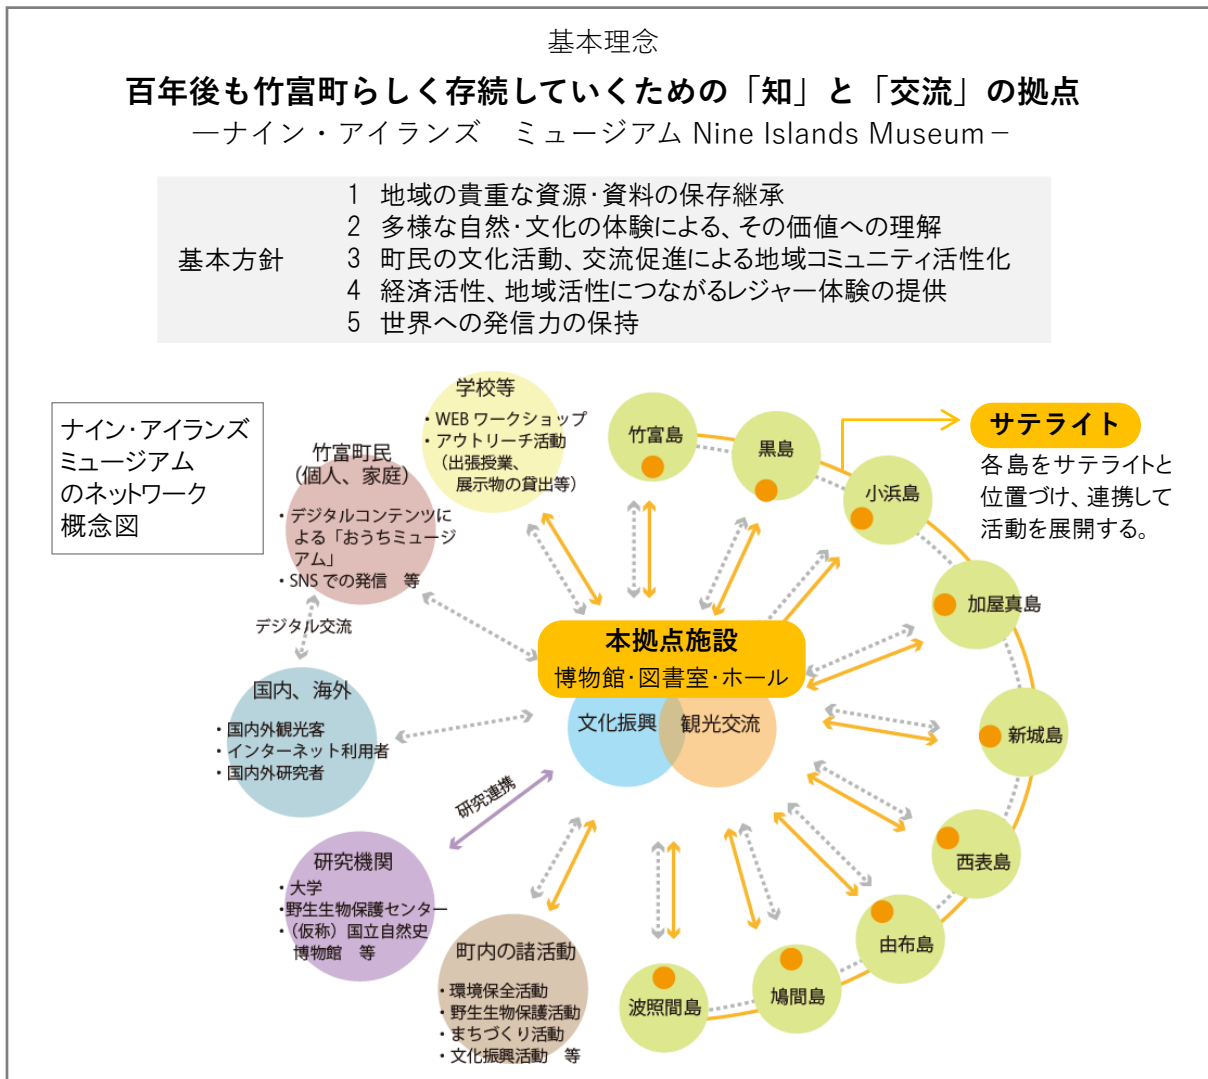 基本理念
百年後も竹富町らしく存続していくための「知」と「交流」の拠点
―ナイン・アイランズ　ミュージアム Nine Islands Museum－
基本方針
1 地域の貴重な資源・資料の保存継承
2 多様な自然・文化の体験による、その価値への理解
3 町民の文化活動、交流促進による地域コミュニティ活性化
4 経済活性、地域活性につながるレジャー体験の提供
5 世界への発信力の保持
ナイン・アイランズ
ミュージアム
のネットワーク
概念図
学校等
・WEB ワークショップ
・アウトリーチ活動
（出張授業、
展示物の貸出等）
竹富町民
（個人、家庭）
・デジタルコンテンツに
よる「おうちミュージ
アム」
・SNS での発信　等
デジタル交流
国内、海外
・国内外観光客
・インターネット利用者
・国内外研究者
研究連携
研究機関
・大学
・野生生物保護センター
・（仮称）国立自然史
博物館　等
町内の諸活動
・環境保全活動
・野生生物保護活動
・まちづくり活動
・文化振興活動　等
本拠点施設
博物館・図書室・ホール
文化振興
観光交流
竹富島
黒島
小浜島
加屋真島
新城島
西表島
由布島
鳩間島
波照間島
サテライト
各島をサテライトと
位置づけ、連携して
活動を展開する。